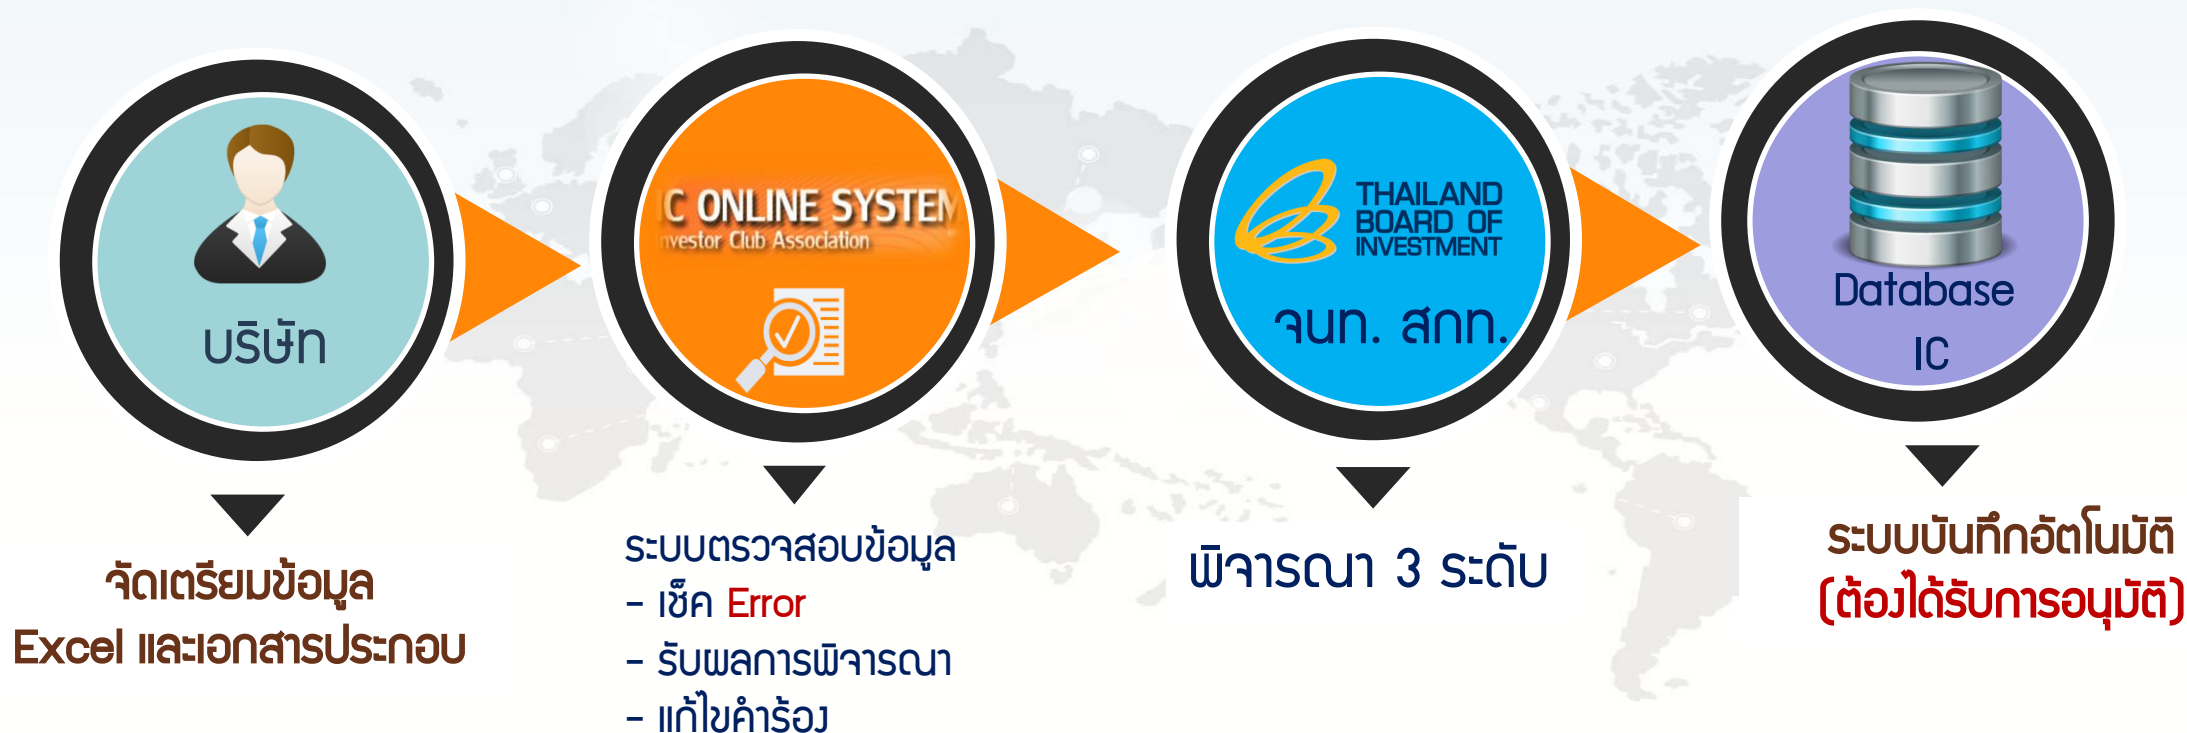 บริษัท
จัดเตรียมข้อมูล
Excel และเอกสารประกอบ
IC ONLINE SYSTEM
Investor Club Association
ระบบตรวจสอบข้อมูล
- เช็ค Error
- รับผลการพิจารณา
- แก้ไขคำร้อง
THAILAND
BOARD OF
INVESTMENT
จนท. สกท.
พิจารณา 3 ระดับ
Database
IC
ระบบบันทึกอัตโนมัติ
(ต้องได้รับการอนุมัติ)